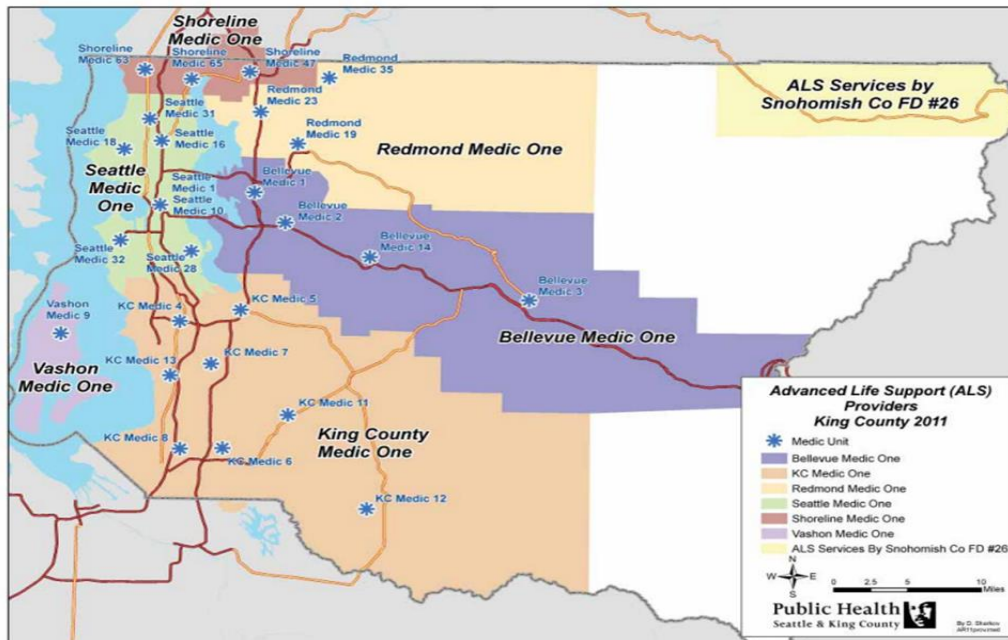 Shoreline
Medic One
Shoreline
Medic 63
Shoreline
Medic 65
Shoreline
Medic 47
Redmond
Medic 35
ALS Services by
Snohomish Co FD #26
Redmond
Medic 23
Seattle
Medic 31
Seattle
Medic 18
Seattle
Medic 16
Redmond
Medic 19
Redmond Medic One
Seattle
Medic
One
Seattle
Medic 1
Seattle
Medic 10
Bellevue
Medic 1
Bellevue
Medic 2
Bellevue
Medic 14
Seattle
Medic 32
Seattle
Medic 28
Bellevue
Medic 3
Vashon
Medic 9
KC Medic 4
KC Medic 5
Bellevue Medic One
Vashon
Medic One
KC Medic 13
KC Medic 7
KC Medic 11
King County
Medic One
KC Medic 8
KC Medic 6
KC Medic 12
Advanced Life Support (ALS)
Providers
King County 2011
Medic Unit
Bellevue Medic One
KC Medic One
Redmond Medic One
Seattle Medic One
Shoreline Medic One
Vashon Medic One
ALS Services By Snohomish Co FD #26
N
W E
S
0 2.5 5 10
Miles
Public Health
Seattle & King County